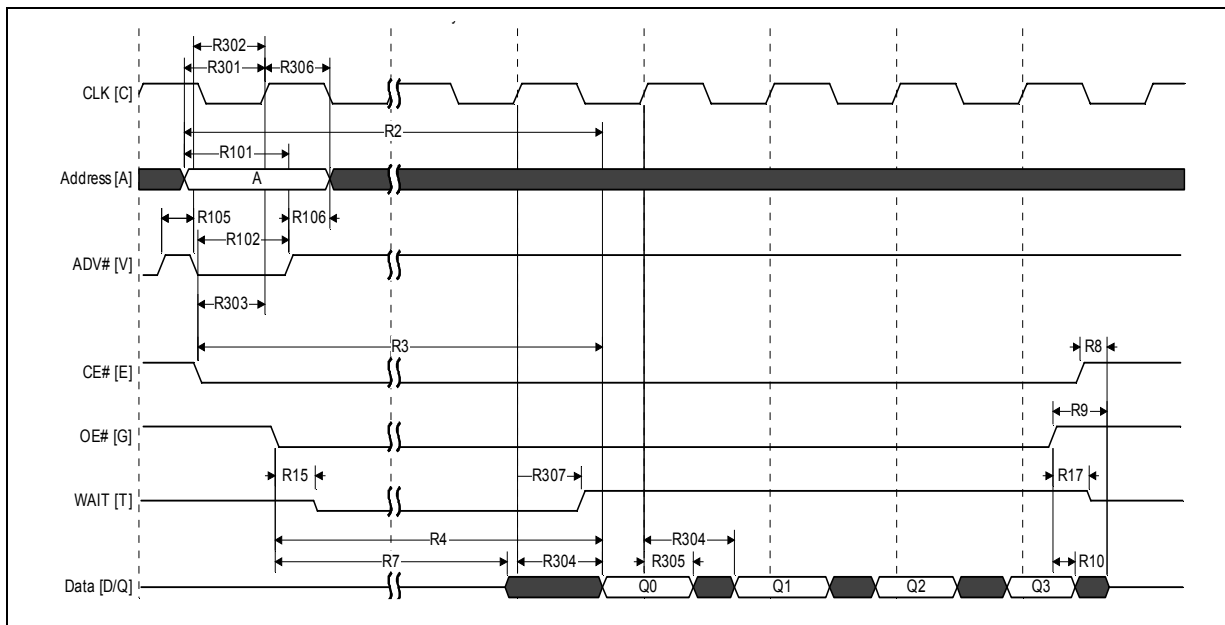 R302
R301 R306
CLK [C]
R2
R101
Address [A] A
R105 R106
R102
ADV# [V]
R303
R3
CE# [E] R8
R9
OE# [G]
R15 R307 R17
WAIT [T]
R4 R304
R7 R304 R305 R10
Data [D/Q] Q0 Q1 Q2 Q3